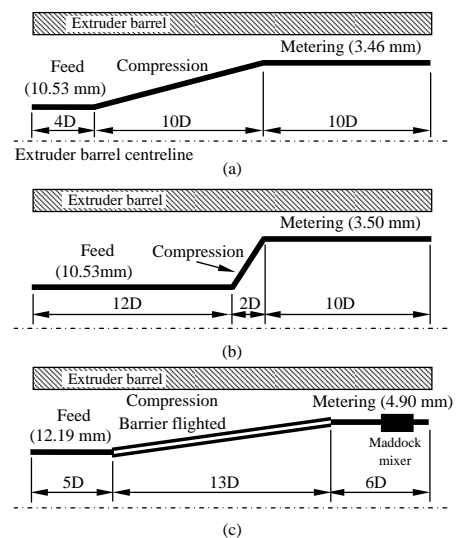 Extruder barrel
Metering (3.46 mm)
Feed
(10.53 mm)
Compression
4D
10D
10D
Extruder barrel centreline
(a)
Extruder barrel
Metering (3.50 mm)
Feed
(10.53mm)
Compression
12D
2D
10D
(b)
Extruder barrel
Compression
Feed
(12.19 mm)
Barrier flighted
Metering (4.90 mm)
Maddock
mixer
5D
13D
6D
(c)